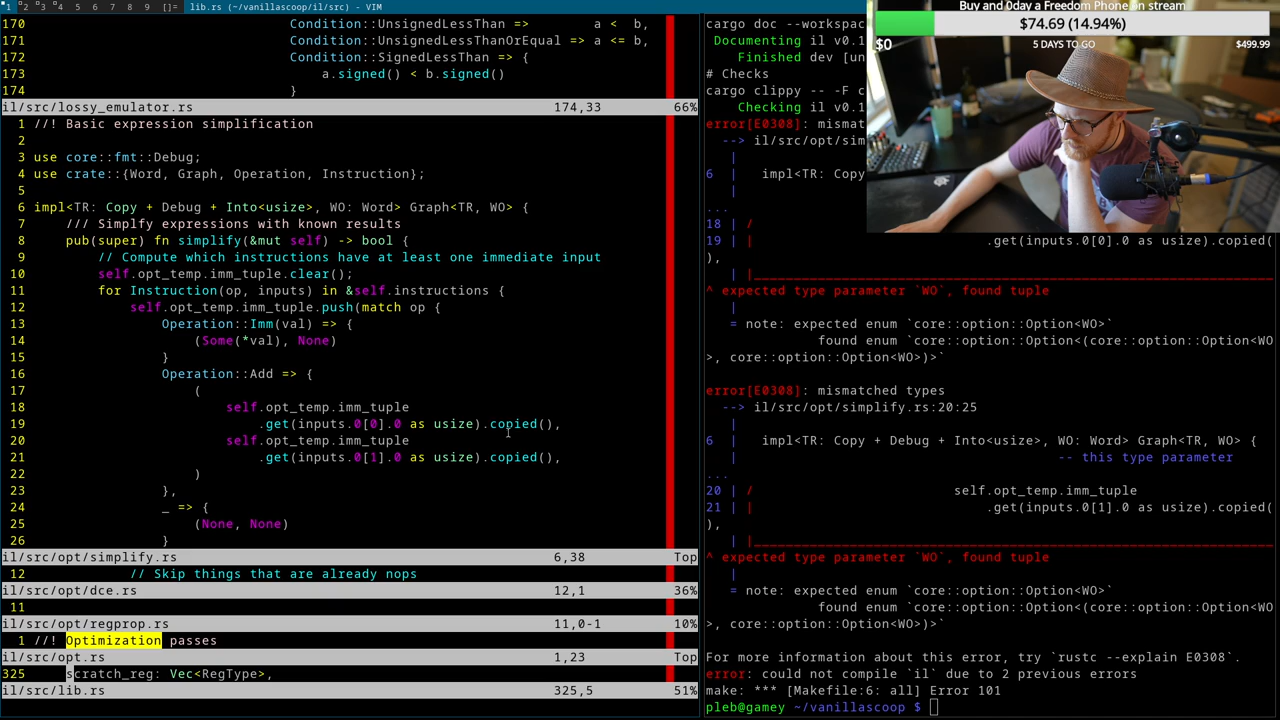 1 2 3 4 5 6 7 8 9 []= lib.rs (~/vanillascoop/il/src) - VIM
170 Condition::UnsignedLessThan => a < b,
171 Condition::UnsignedLessThanOrEqual => a <= b,
172 Condition::SignedLessThan => {
173 a.signed() < b.signed()
174 }
il/src/lossy_emulator.rs 174,33 66%
1 //! Basic expression simplification
2
3 use core::fmt::Debug;
4 use crate::{Word, Graph, Operation, Instruction};
5
6 impl<TR: Copy + Debug + Into<usize>, WO: Word> Graph<TR, WO> {
7 /// Simplfy expressions with known results
8 pub(super) fn simplify(&mut self) -> bool {
9 // Compute which instructions have at least one immediate input
10 self.opt_temp.imm_tuple.clear();
11 for Instruction(op, inputs) in &self.instructions {
12 self.opt_temp.imm_tuple.push(match op {
13 Operation::Imm(val) => {
14 (Some(*val), None)
15 }
16 Operation::Add => {
17 (
18 self.opt_temp.imm_tuple
19 .get(inputs.0[0].0 as usize).copied(),
20 self.opt_temp.imm_tuple
21 .get(inputs.0[1].0 as usize).copied(),
22 )
23 },
24 _ => {
25 (None, None)
26 }
il/src/opt/simplify.rs 6,38 Top
12 // Skip things that are already nops
il/src/opt/dce.rs 12,1 36%
11
il/src/opt/regprop.rs 11,0-1 10%
1 //! Optimization passes
il/src/opt.rs 1,23 Top
325 scratch_reg: Vec<RegType>,
il/src/lib.rs 325,5 51%
cargo doc --workspac
Documenting il v0.1
Finished dev [un
# Checks
cargo clippy -- -F c
Checking il v0.1
error[E0308]: mismat
--> il/src/opt/sim
|
6 | impl<TR: Copy
|
...
18 | /
19 | | .get(inputs.0[0].0 as usize).copied(
),
| |_____________________________________________________________________
^ expected type parameter `WO`, found tuple
|
= note: expected enum `core::option::Option<WO>`
found enum `core::option::Option<(core::option::Option<WO
>, core::option::Option<WO>)>`
error[E0308]: mismatched types
--> il/src/opt/simplify.rs:20:25
|
6 | impl<TR: Copy + Debug + Into<usize>, WO: Word> Graph<TR, WO> {
| -- this type parameter
...
20 | / self.opt_temp.imm_tuple
21 | | .get(inputs.0[1].0 as usize).copied(
),
| |_____________________________________________________________________
^ expected type parameter `WO`, found tuple
|
= note: expected enum `core::option::Option<WO>`
found enum `core::option::Option<(core::option::Option<WO
>, core::option::Option<WO>)>`
For more information about this error, try `rustc --explain E0308`.
error: could not compile `il` due to 2 previous errors
make: *** [Makefile:6: all] Error 101
pleb@gamey ~/vanillascoop $
Buy and 0day a Freedom Phone on stream
$74.69 (14.94%)
$0 5 DAYS TO GO $499.99